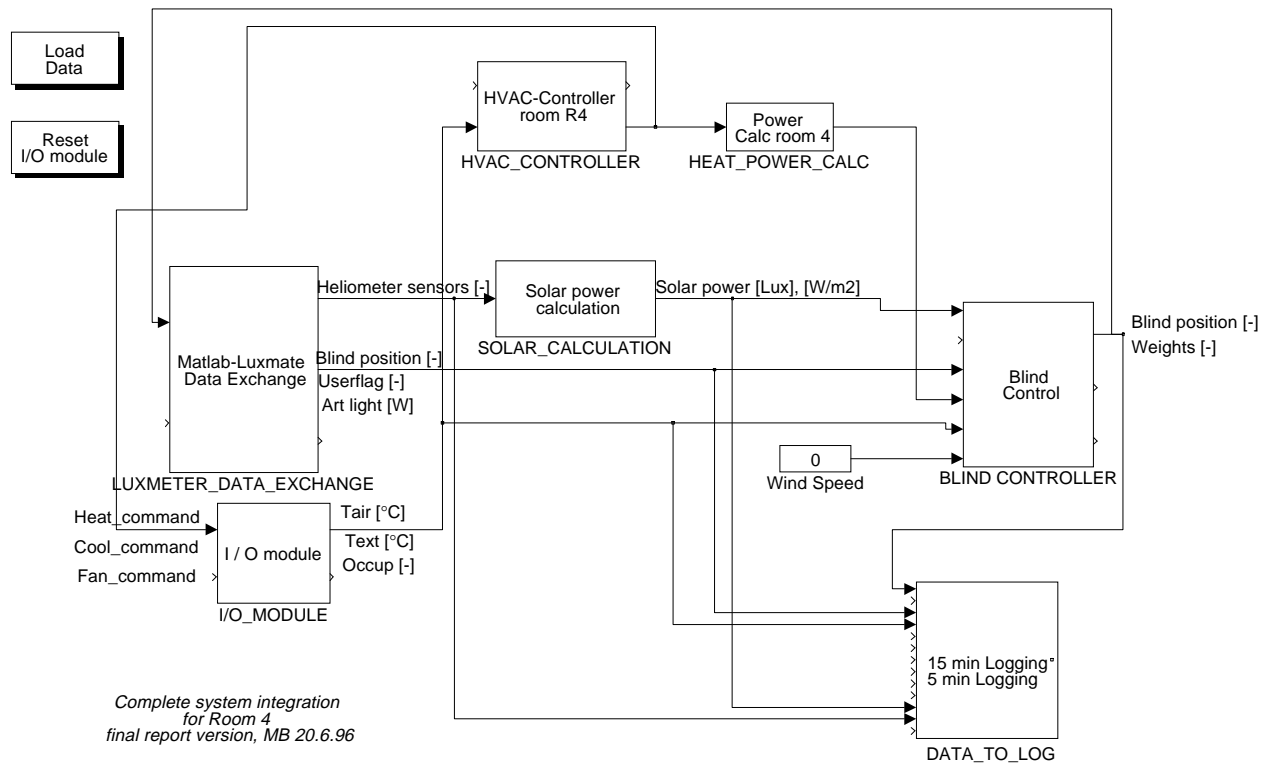 Load
Data
Reset
I/O module
HVAC-Controller
room R4
HVAC_CONTROLLER
Power
Calc room 4
HEAT_POWER_CALC
Matlab-Luxmate
Data Exchange
LUXMETER_DATA_EXCHANGE
Heliometer sensors [-]
Solar power
calculation
SOLAR_CALCULATION
Solar power [Lux], [W/m2]
Blind position [-]
Userflag [-]
Art light [W]
Blind
Control
BLIND CONTROLLER
Blind position [-]
Weights [-]
0
Wind Speed
Heat_command
Cool_command
Fan_command
I / O module
I/O_MODULE
Tair [°C]
Text [°C]
Occup [-]
15 min Logging
5 min Logging
DATA_TO_LOG
Complete system integration
for Room 4
final report version, MB 20.6.96